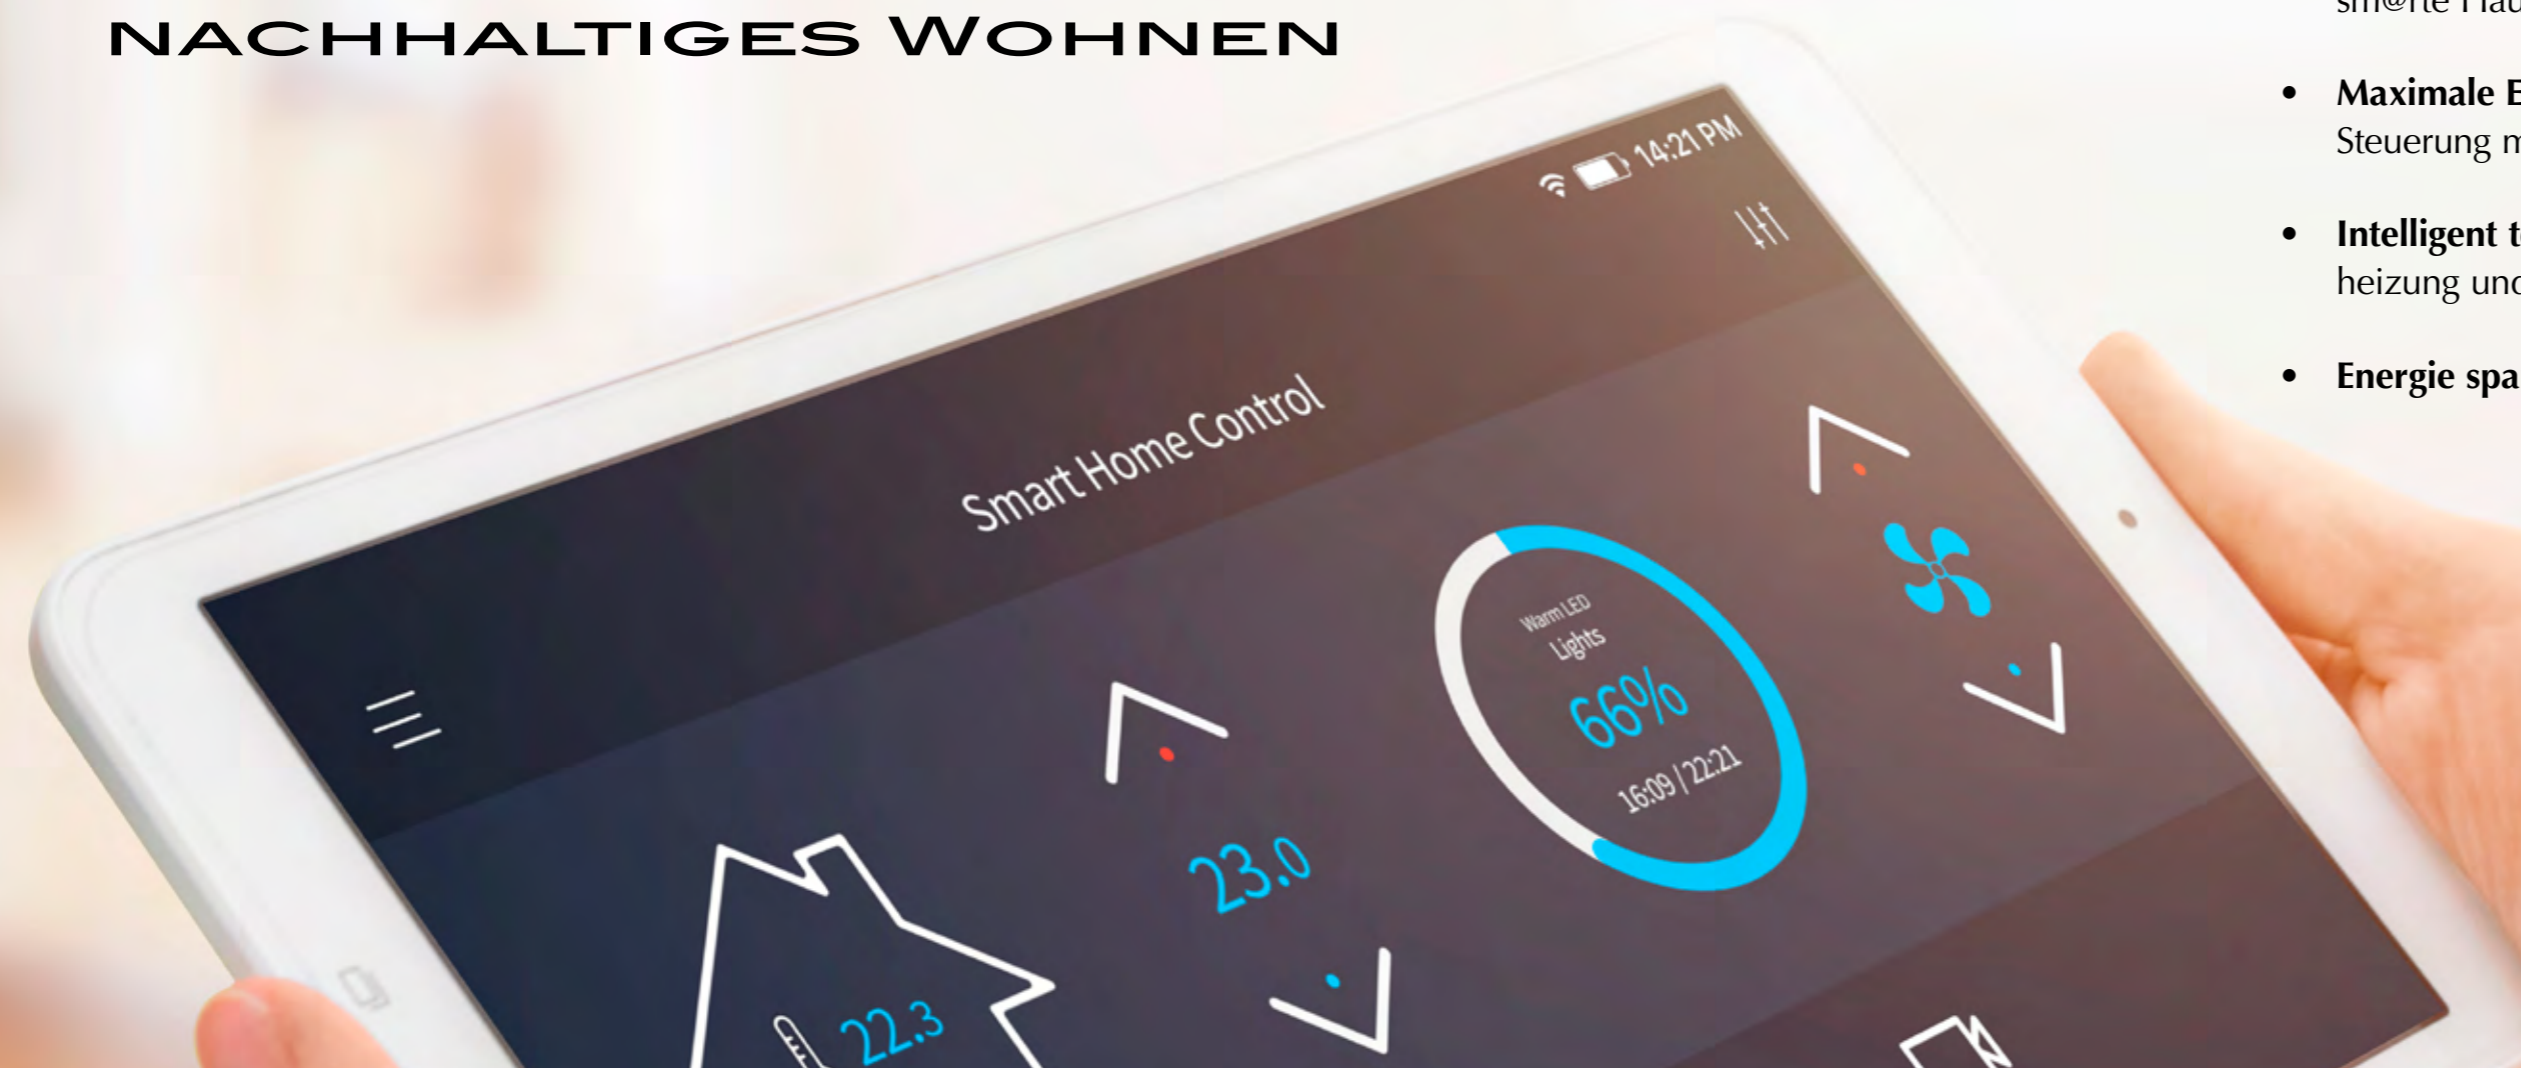 NACHHALTIGES WOHNEN
Maximale
Steuerung
Intelligent
heizung
Energie
14:21 PM
Smart Home Control
Warm LED
Lights
66%
16:09 | 22:21
23.0
22.3